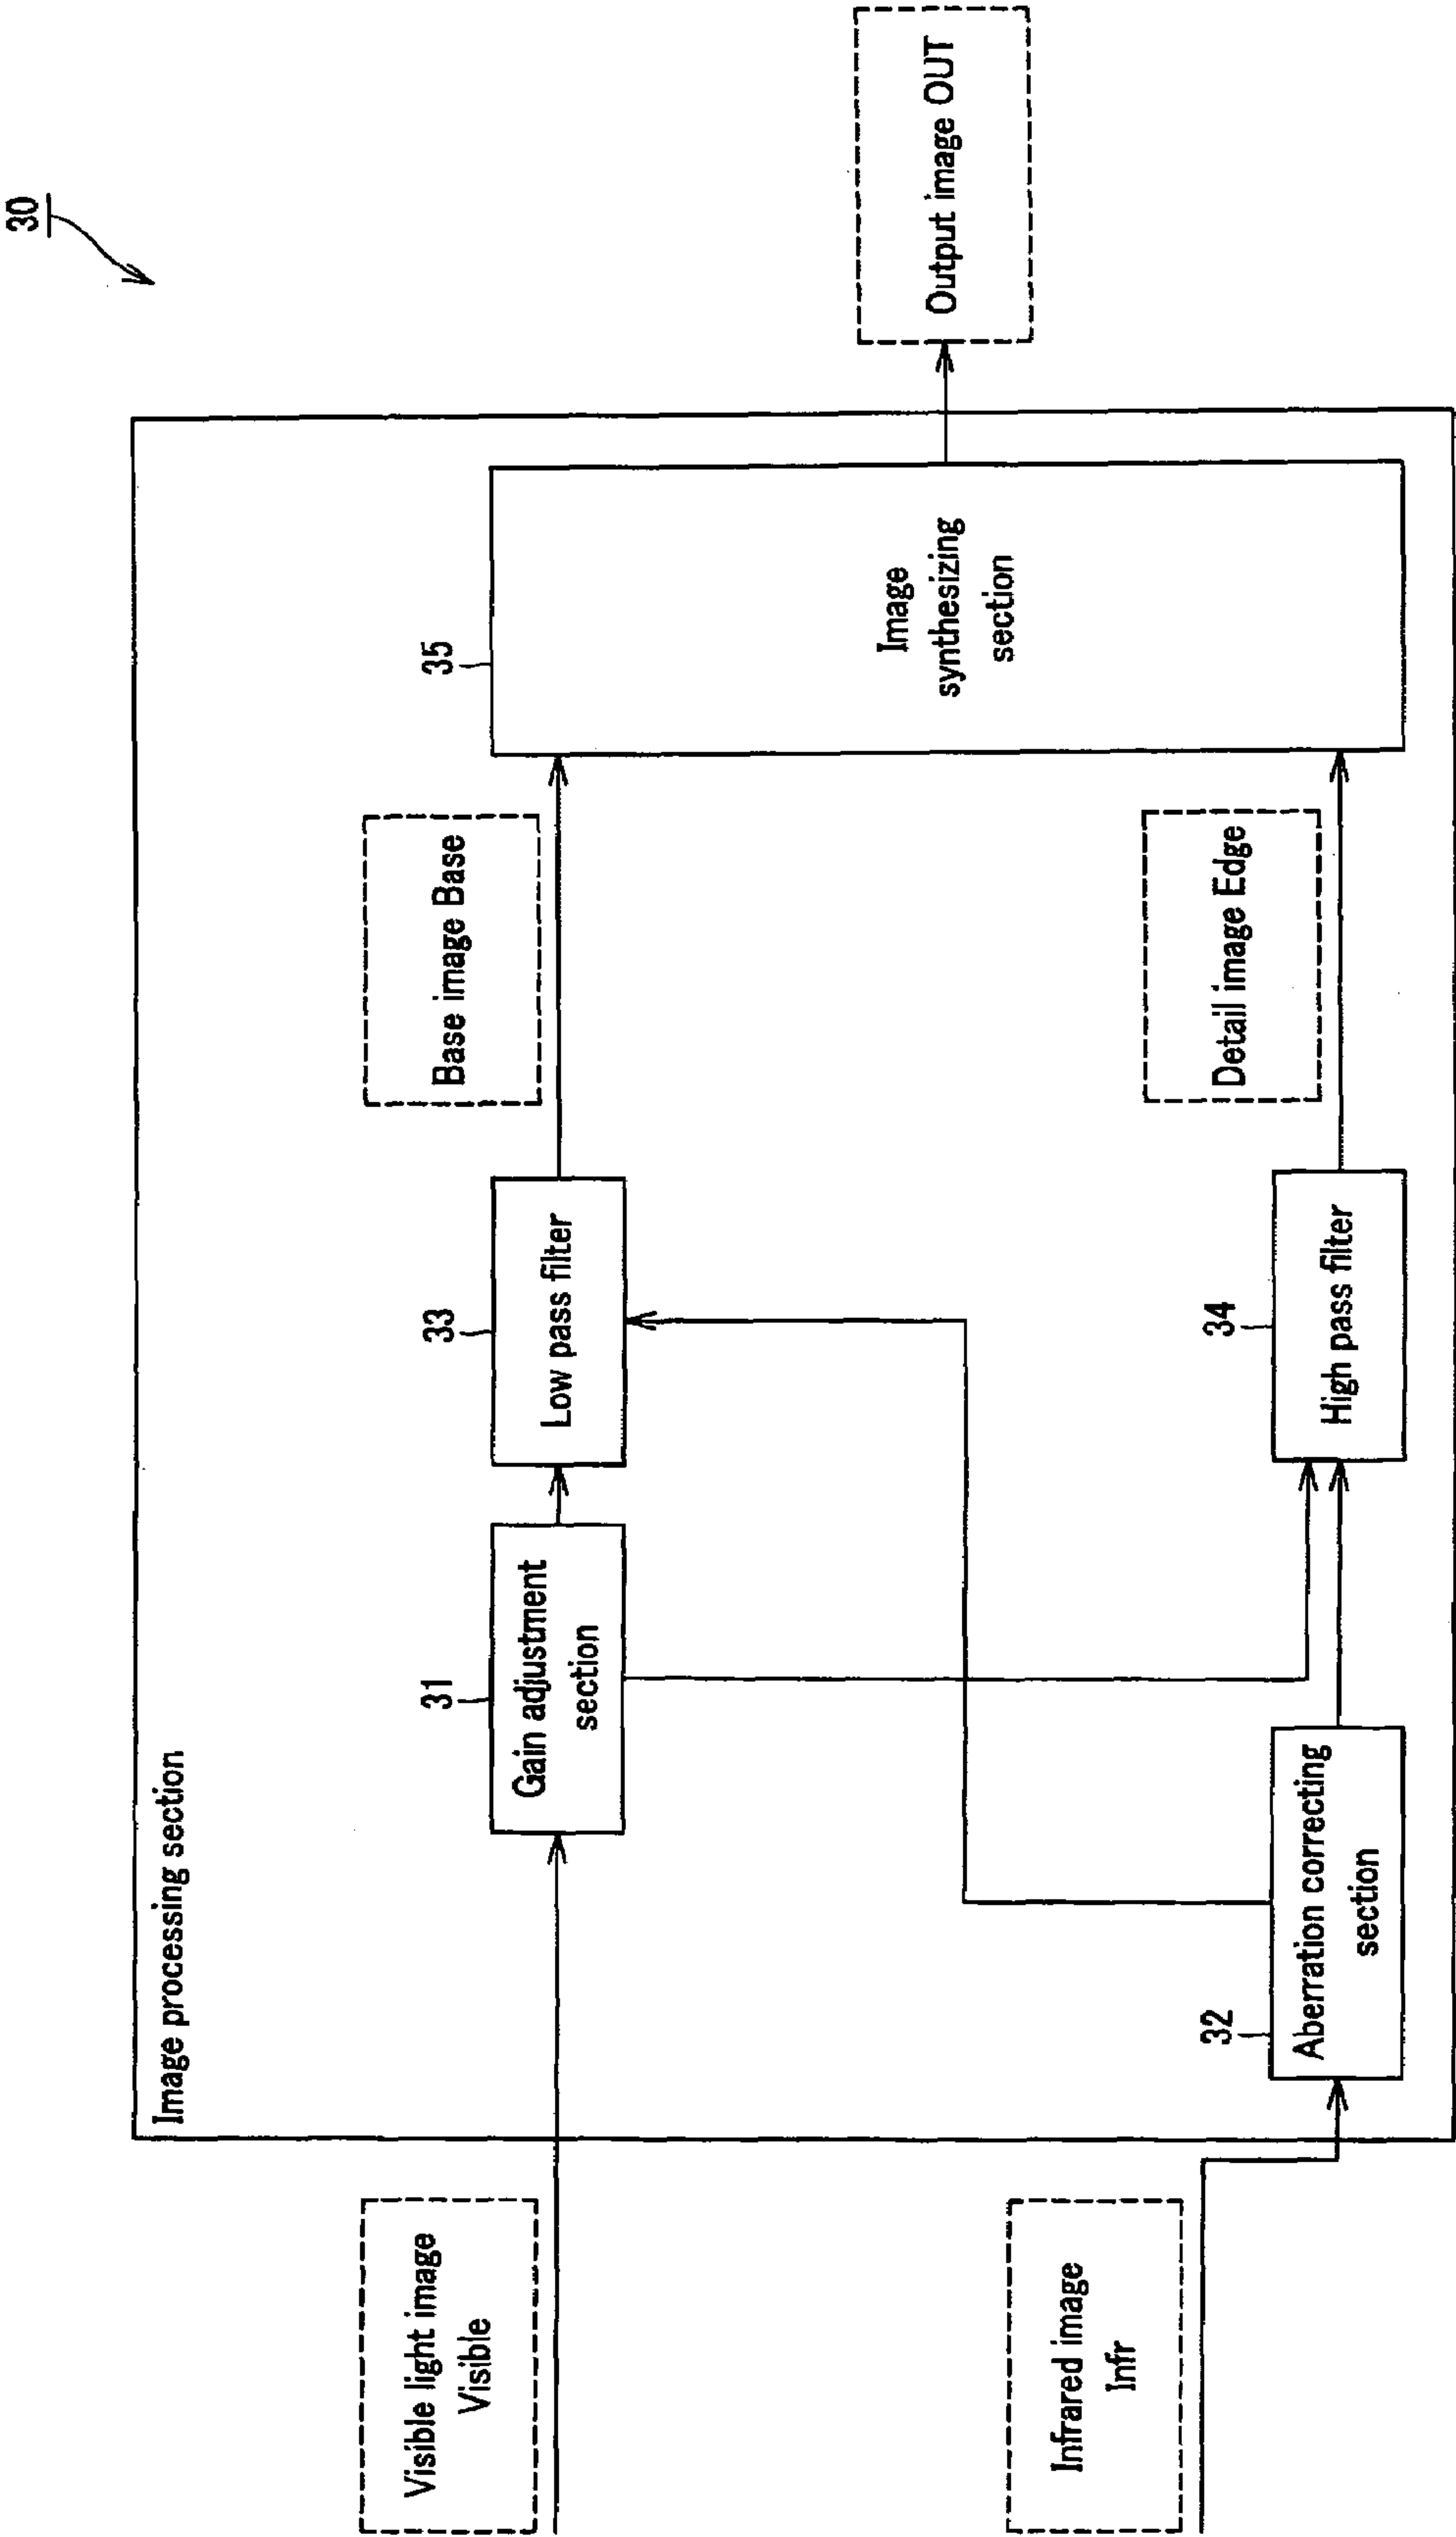 30
Image processing section
Visible light image
Visible
31
Gain adjustment
section
33
Low pass filter
Base image Base
35
Image
synthesizing
section
Output image OUT
Infrared image
Infr
32
Aberration correcting
section
34
High pass filter
Detail image Edge